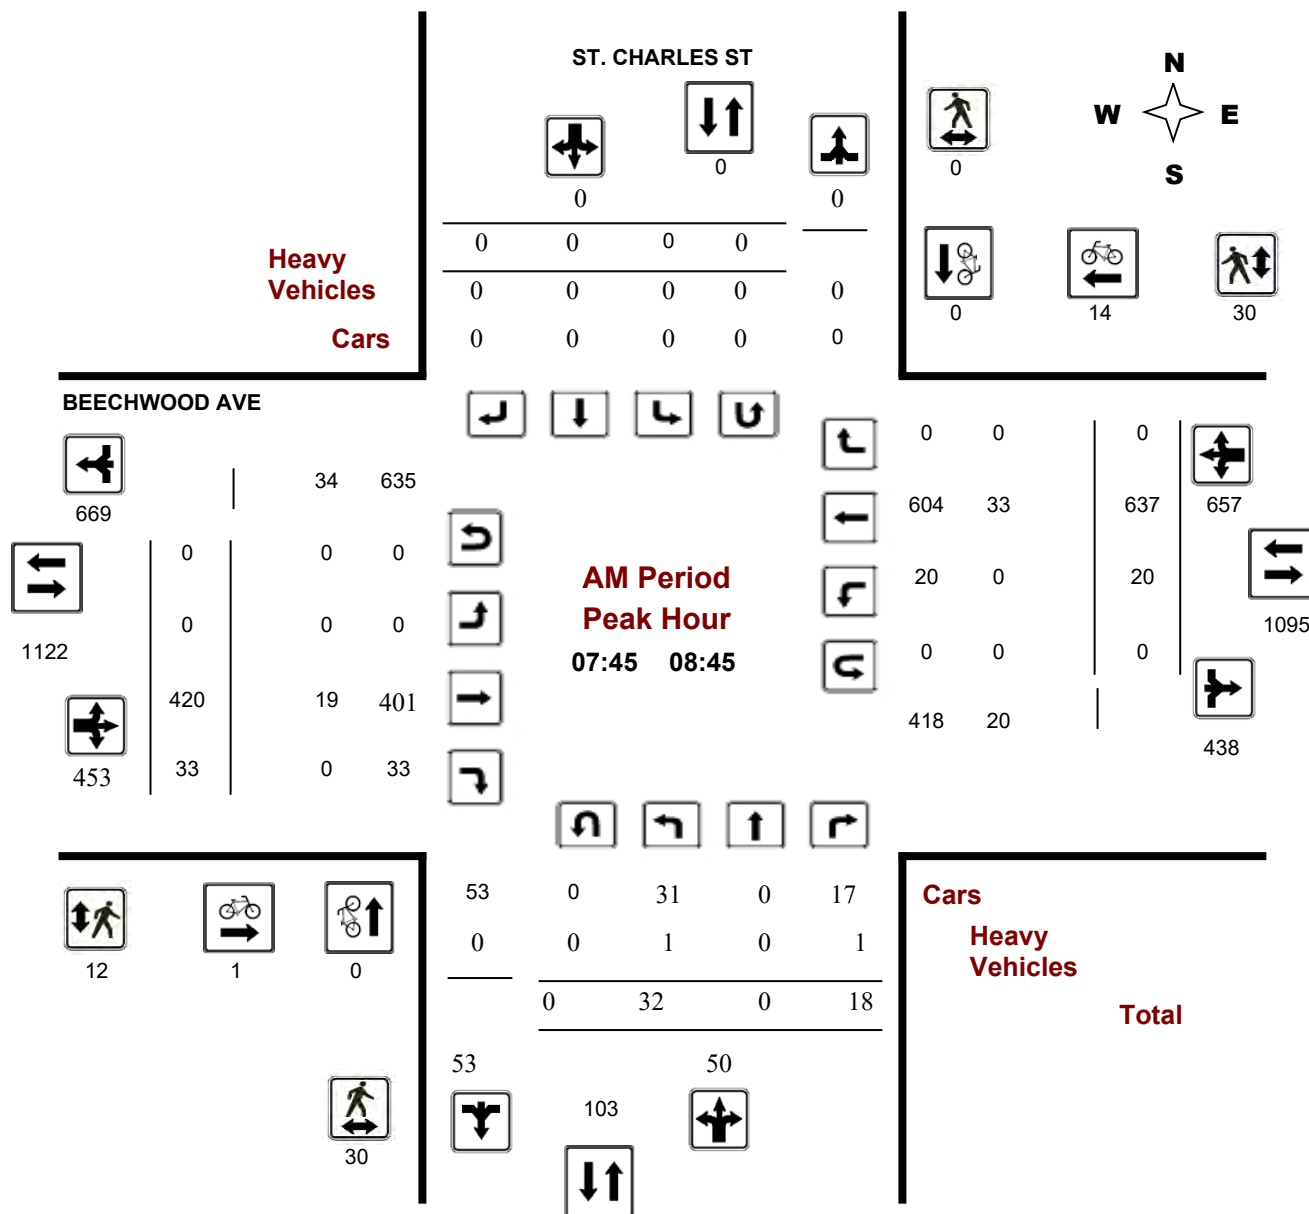 ST. CHARLES ST
N
W E
S
0
0
0 0
0 0 0 0
Heavy
Vehicles
0 0 0 0 0
Cars
0 0 0 0 0
0 14 30
BEECHWOOD AVE
0 0 0
34 635
669
604 33 637 657
0 0 0
AM Period
20 0 20
Peak Hour
0 0 0
1122
07:45 08:45
0 0 0
1095
420 19 401
418 20
438
453 33 0 33
53 0 31 0 17
Cars
0 0 1 0 1
Heavy
Vehicles
12 1 0
0 32 0 18
Total
53 50
103
30